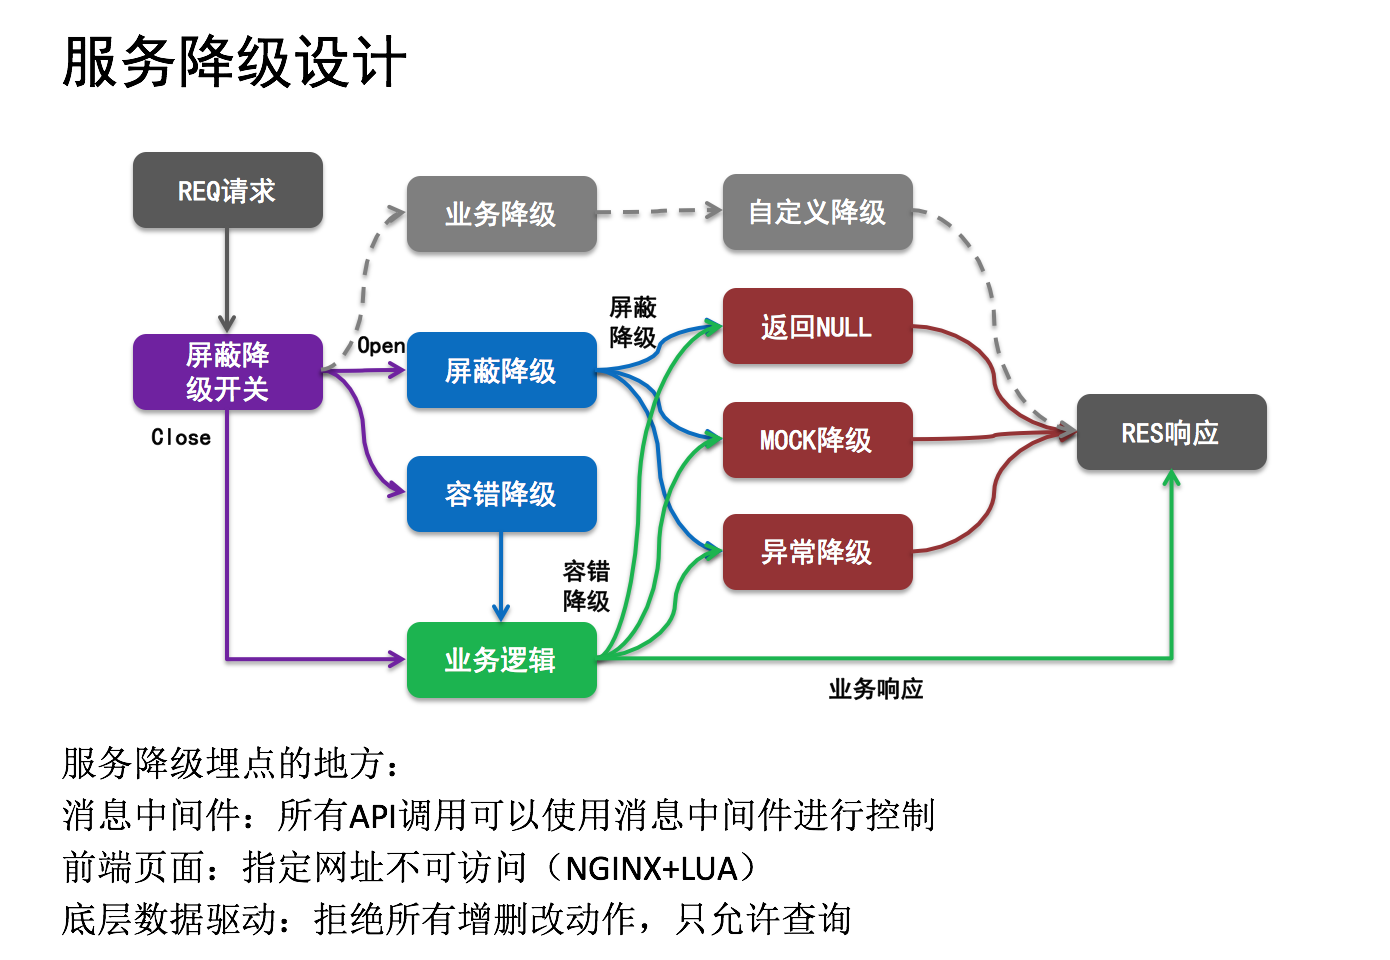 服务降级设计
REQ请求
业务降级
自定义降级
屏蔽
降级
返回NULL
Open
屏蔽降
级开关
屏蔽降级
Close
MOCK降级
RES响应
容错降级
异常降级
容错
降级
业务逻辑
业务响应
服务降级埋点的地方：
消息中间件：所有API调用可以使用消息中间件进行控制
前端页面：指定网址不可访问（NGINX+LUA）
底层数据驱动：拒绝所有增删改动作，只允许查询